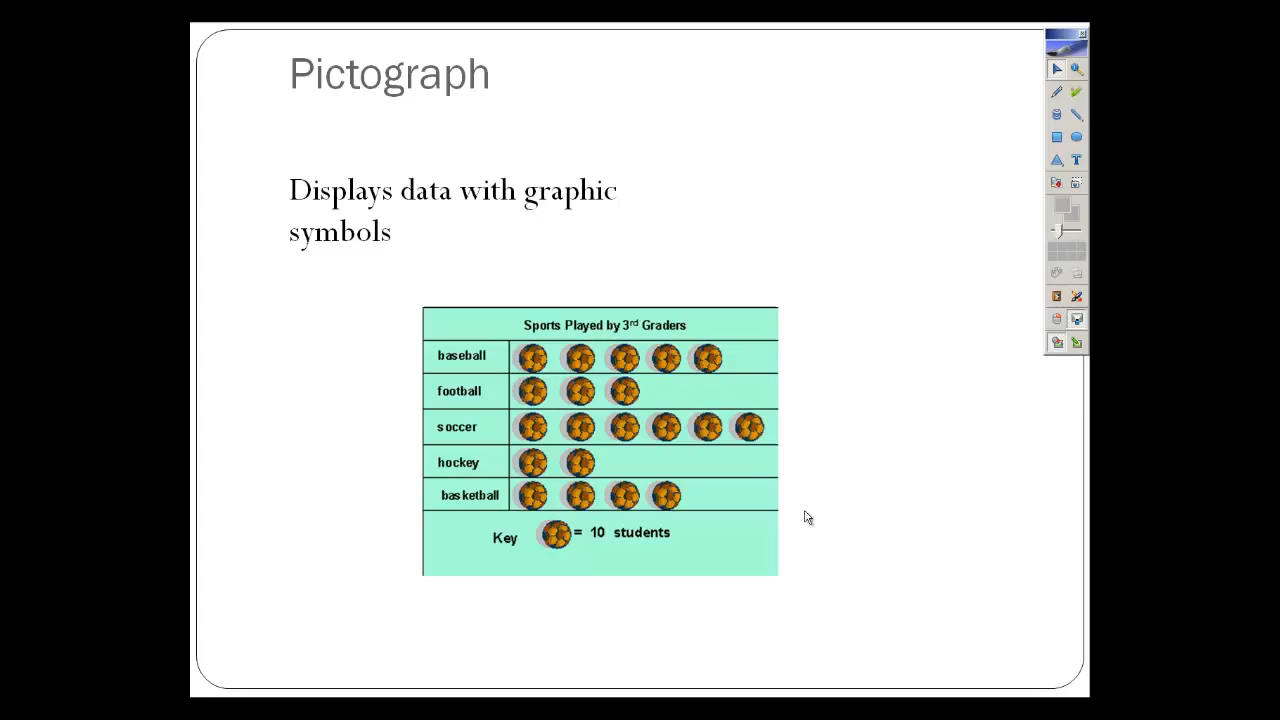 Pictograph
Displays data with graphic
symbols
Sports Played by 3rd Graders
baseball
football
soccer
hockey
basketball
Key = 10 students